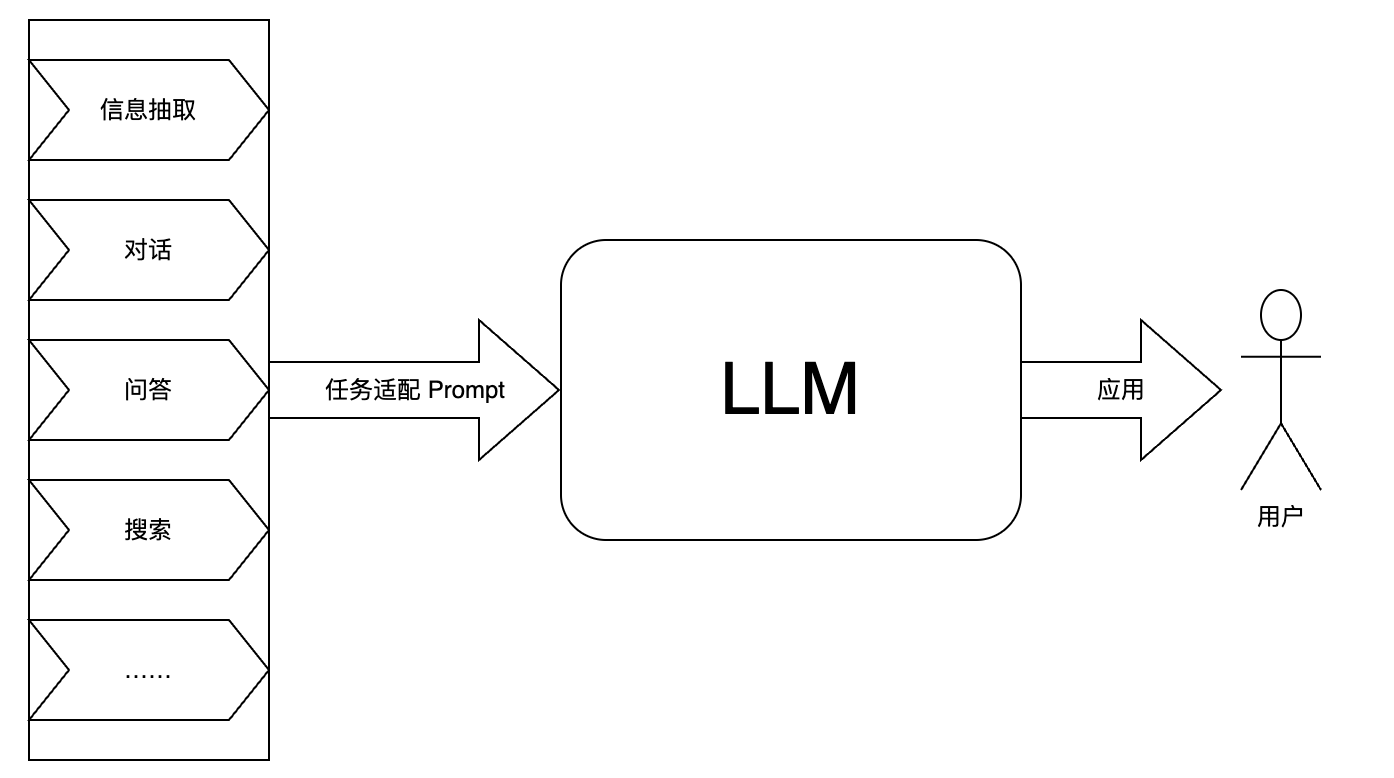 信息抽取
对话
问答
搜索
......
任务适配 Prompt
LLM
应用
用户